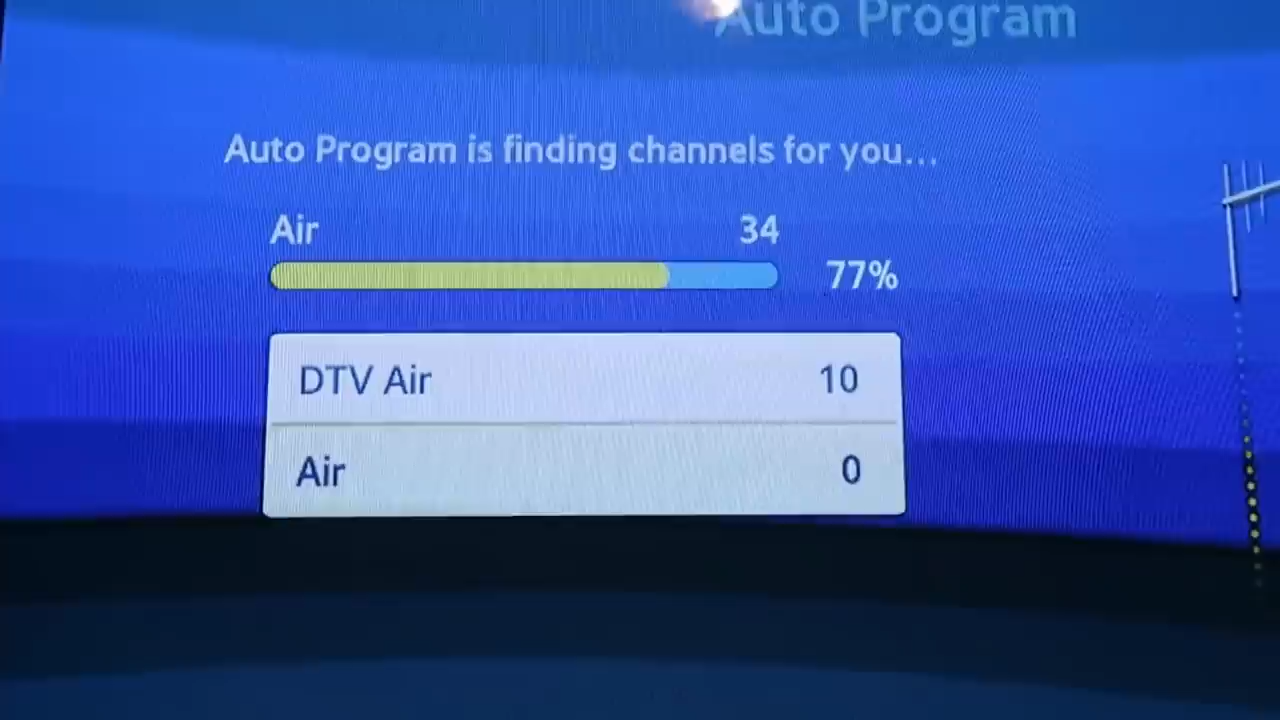 Auto Program
Auto Program is finding channels for you...
Air 34
77%
DTV Air 10
Air 0